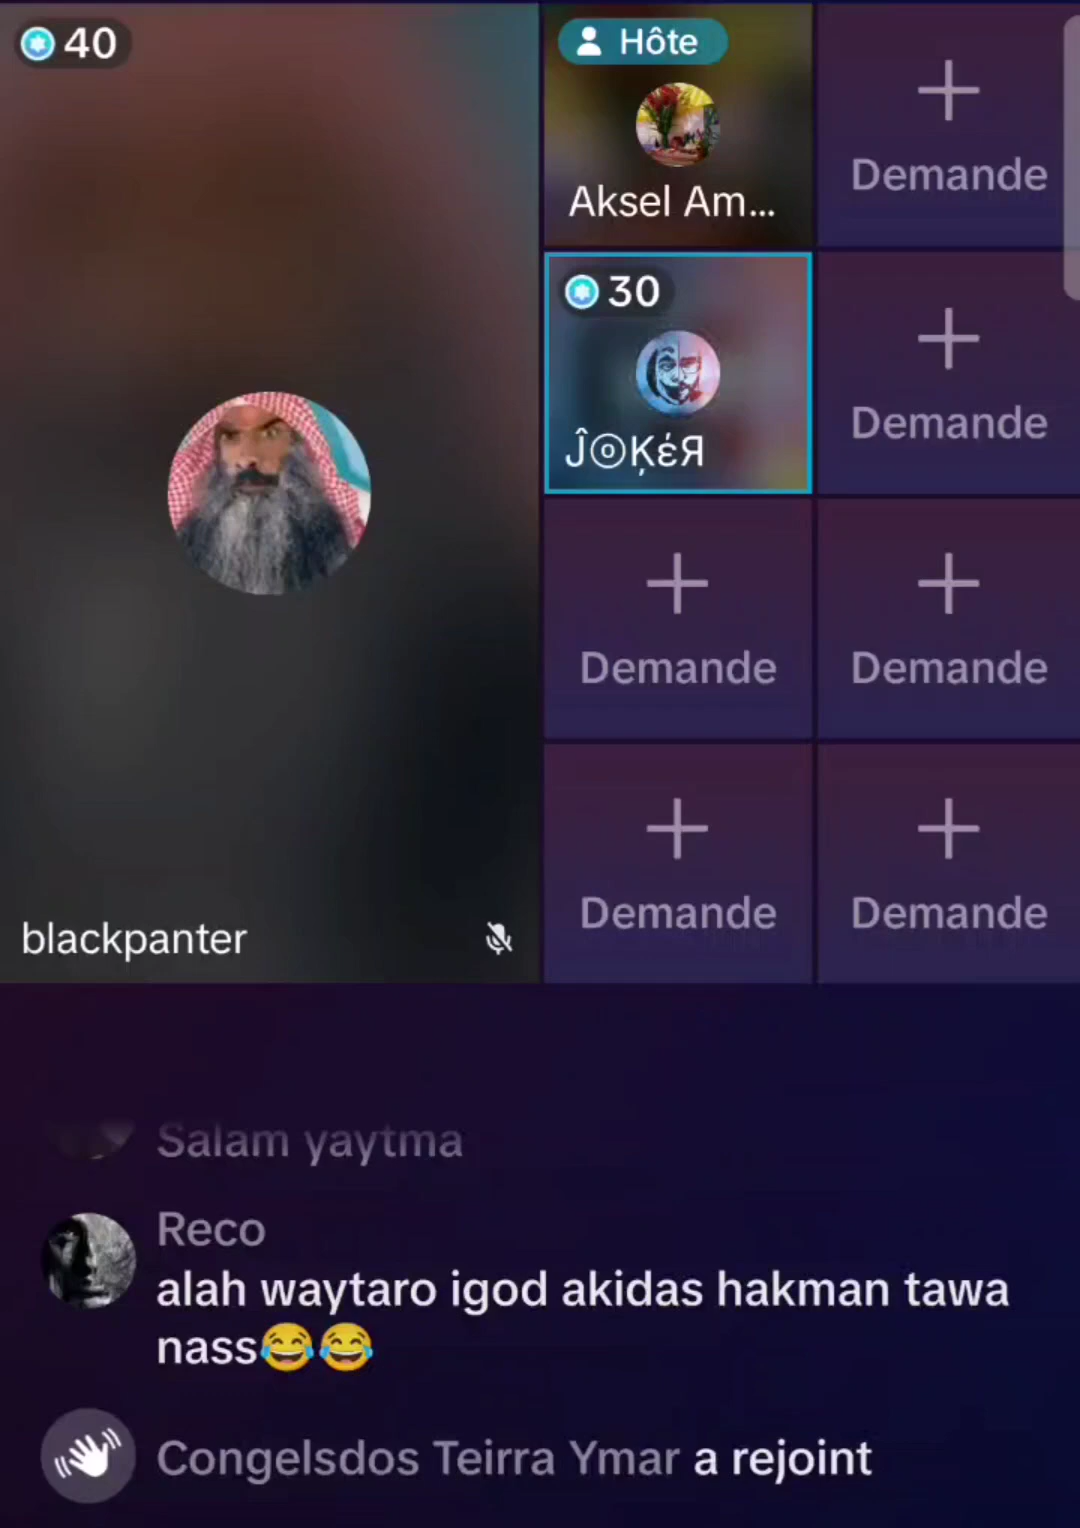 40
Hôte
Aksel Am...
Demande
30
ĴⓞĶέЯ
Demande
Demande
Demande
Demande
Demande
blackpanter
Salam yaytma
Reco
alah waytaro igod akidas hakman tawa
nass😂😂
Congelsdos Teirra Ymar a rejoint